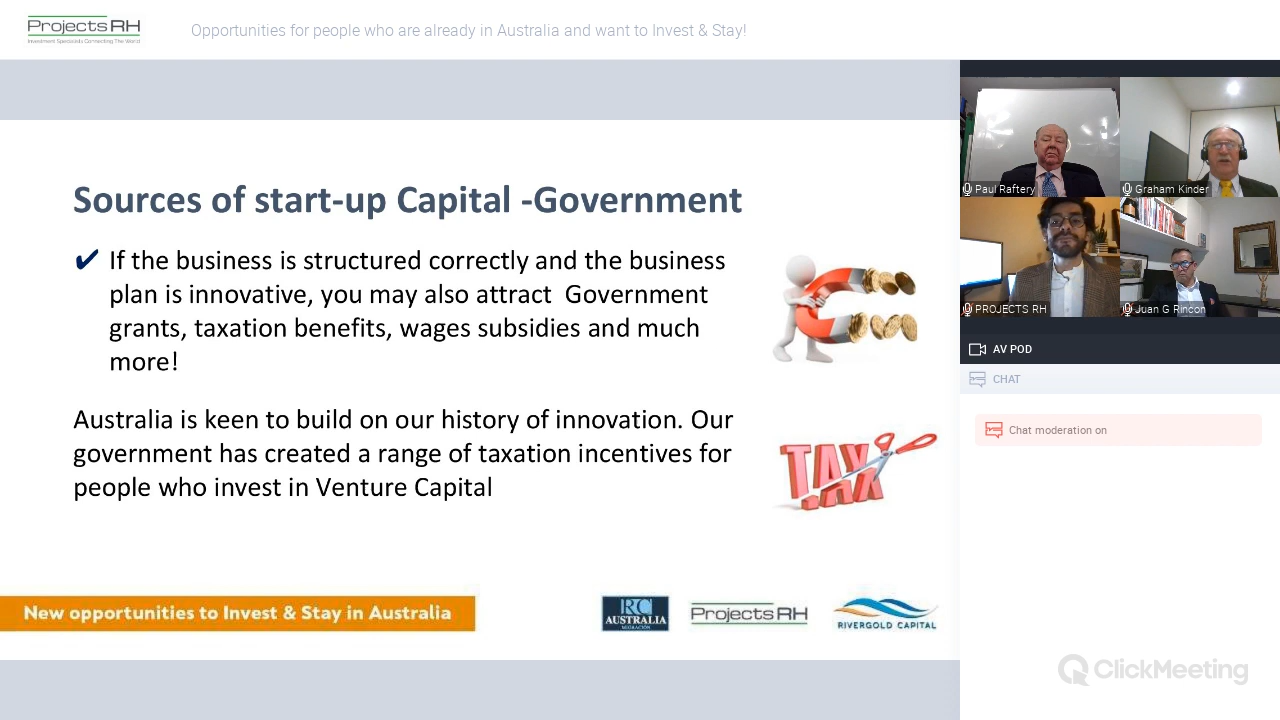 ProjectsRH
Investment Specialists Connecting The World
Opportunities for people who are already in Australia and want to Invest & Stay!
Sources of start-up Capital -Government
✔ If the business is structured correctly and the business
plan is innovative, you may also attract  Government
grants, taxation benefits, wages subsidies and much
more!
Australia is keen to build on our history of innovation. Our
government has created a range of taxation incentives for
people who invest in Venture Capital
TAX
New opportunities to Invest & Stay in Australia
RC
AUSTRALIA
MIGRACIÓN
ProjectsRH
RIVERGOLD CAPITAL
Paul Raftery
Graham Kinder
PROJECTS RH
Juan G Rincon
AV POD
CHAT
Chat moderation on
ClickMeeting